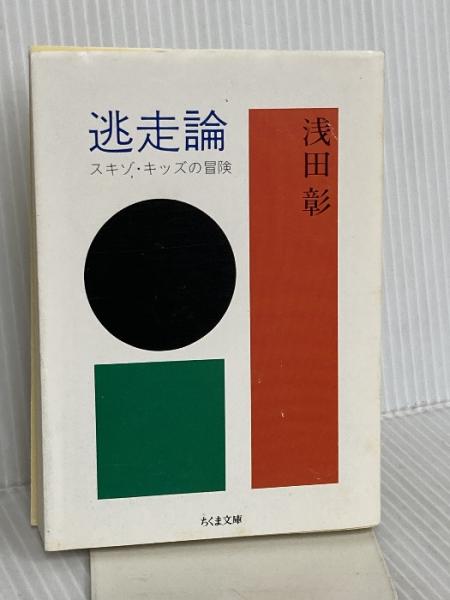 逃走論
スキゾ・キッズの冒険
浅田彰
ちくま文庫